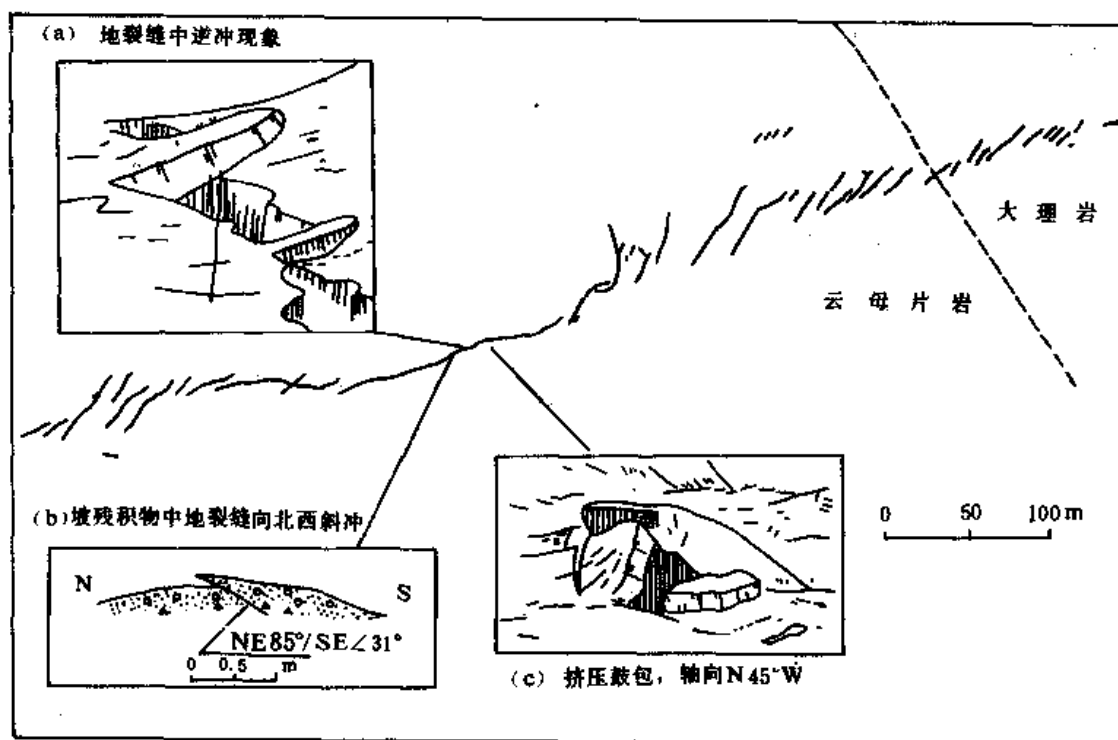 (a) 地裂缝中逆冲现象
大理岩
云母片岩
(b)坡残积物中地裂缝向北西斜冲
N
S
NE85°/SE∠31°
0 0.5 m
0 50 100 m
(c) 挤压鼓包，轴向N45°W